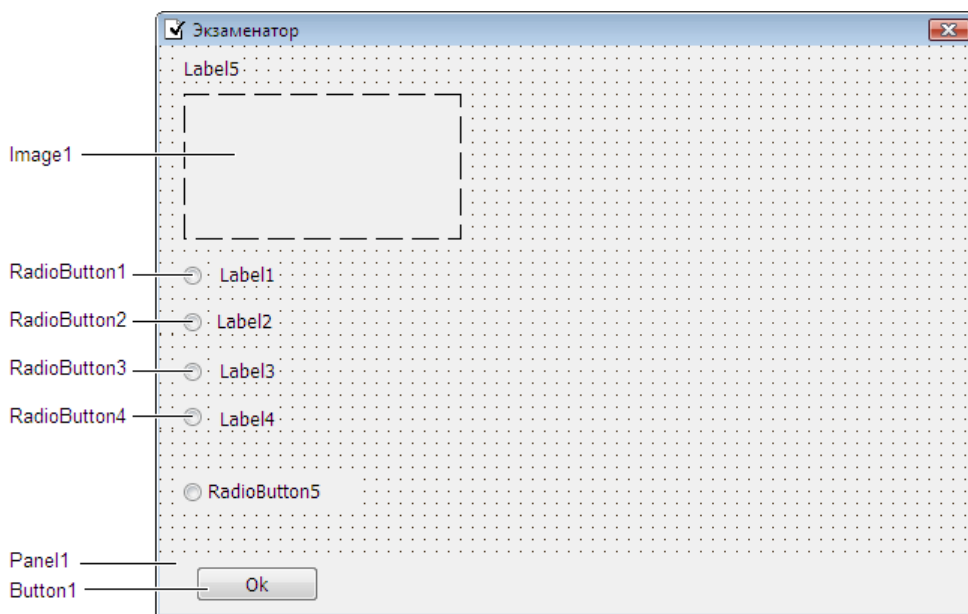 Экзаменатор
Label5
Image1
RadioButton1
Label1
RadioButton2
Label2
RadioButton3
Label3
RadioButton4
Label4
RadioButton5
Panel1
Button1
Ok